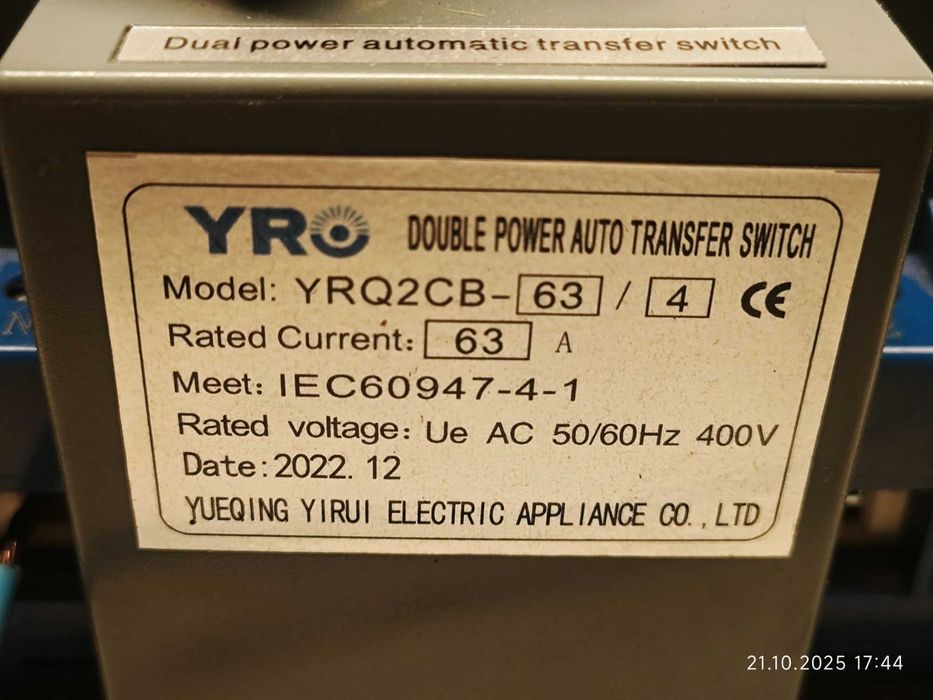 Dual power automatic transfer switch
YRO DOUBLE POWER AUTO TRANSFER SWITCH
Model: YRQ2CB-63 / 4 CE
Rated Current: 63 A
Meet: IEC60947-4-1
Rated voltage: Ue AC 50/60Hz 400V
Date: 2022.12
YUEQING YIRUI ELECTRIC APPLIANCE CO.,LTD
21.10.2025 17:44